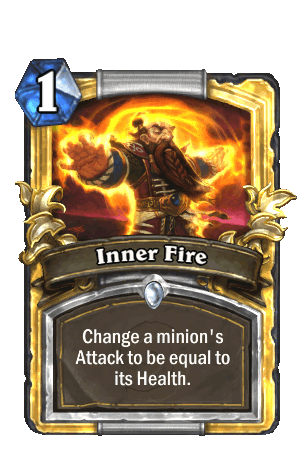 1
Inner Fire
Change a minion's
Attack to be equal to
its Health.